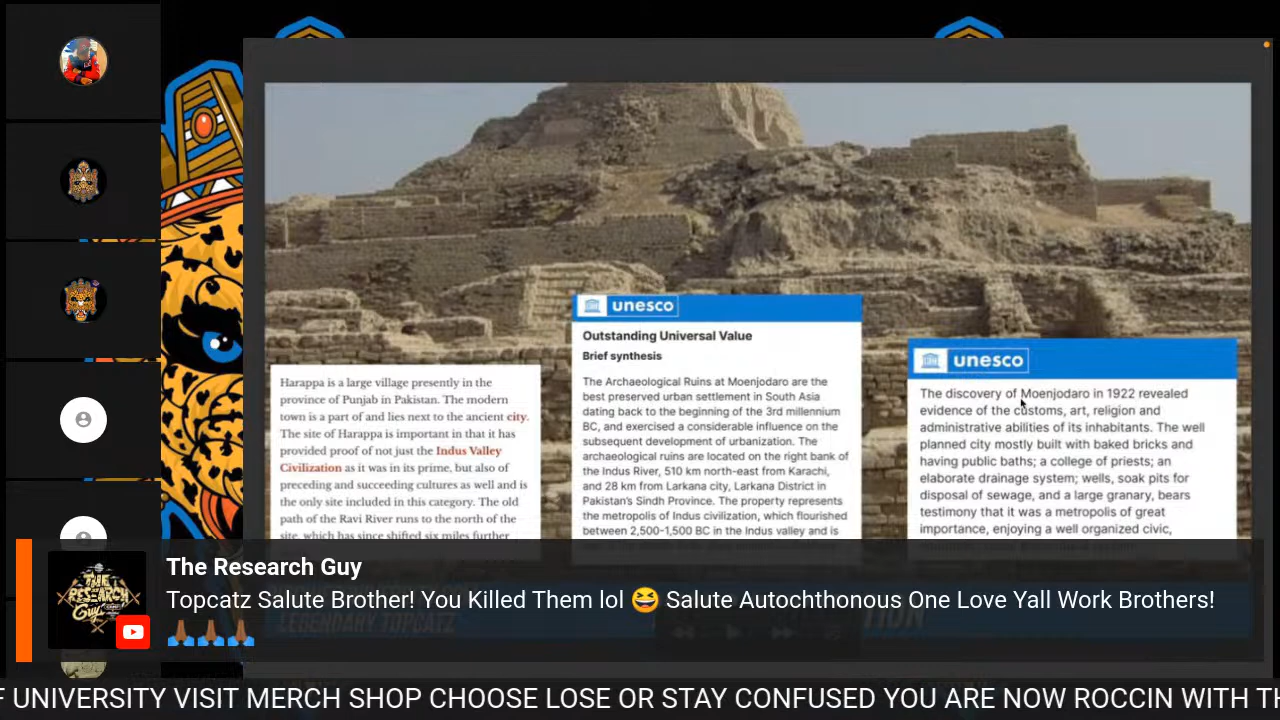 unesco
Outstanding Universal Value
Brief synthesis
The Archaeological Ruins at Moenjodaro are the
best preserved urban settlement in South Asia
dating back to the beginning of the 3rd millennium
BC, and exercised a considerable influence on the
subsequent development of urbanization. The
archaeological ruins are located on the right bank of
the Indus River, 510 km north-east from Karachi,
and 28 km from Larkana city, Larkana District in
Pakistan's Sindh Province. The property represents
the metropolis of Indus civilization, which flourished
between 2,500-1,500 BC in the Indus valley and is
unesco
The discovery of Moenjodaro in 1922 revealed
evidence of the customs, art, religion and
administrative abilities of its inhabitants. The well
planned city mostly built with baked bricks and
having public baths; a college of priests; an
elaborate drainage system; wells, soak pits for
disposal of sewage, and a large granary, bears
testimony that it was a metropolis of great
importance, enjoying a well organized civic,
Harappa is a large village presently in the
province of Punjab in Pakistan. The modern
town is a part of and lies next to the ancient city.
The site of Harappa is important in that it has
provided proof of not just the Indus Valley
Civilization as it was in its prime, but also of
preceding and succeeding cultures as well and is
the only site included in this category. The old
path of the Ravi River runs to the north of the
site, which has since shifted six miles further
THE
RESEARCH
Guy
The Research Guy
Topcatz Salute Brother! You Killed Them lol 😆 Salute Autochthonous One Love Yall Work Brothers!
🙏🏾🙏🏾🙏🏾
LEGENDARY TOPCATZ
F UNIVERSITY VISIT MERCH SHOP CHOOSE LOSE OR STAY CONFUSED YOU ARE NOW ROCCIN WITH TH